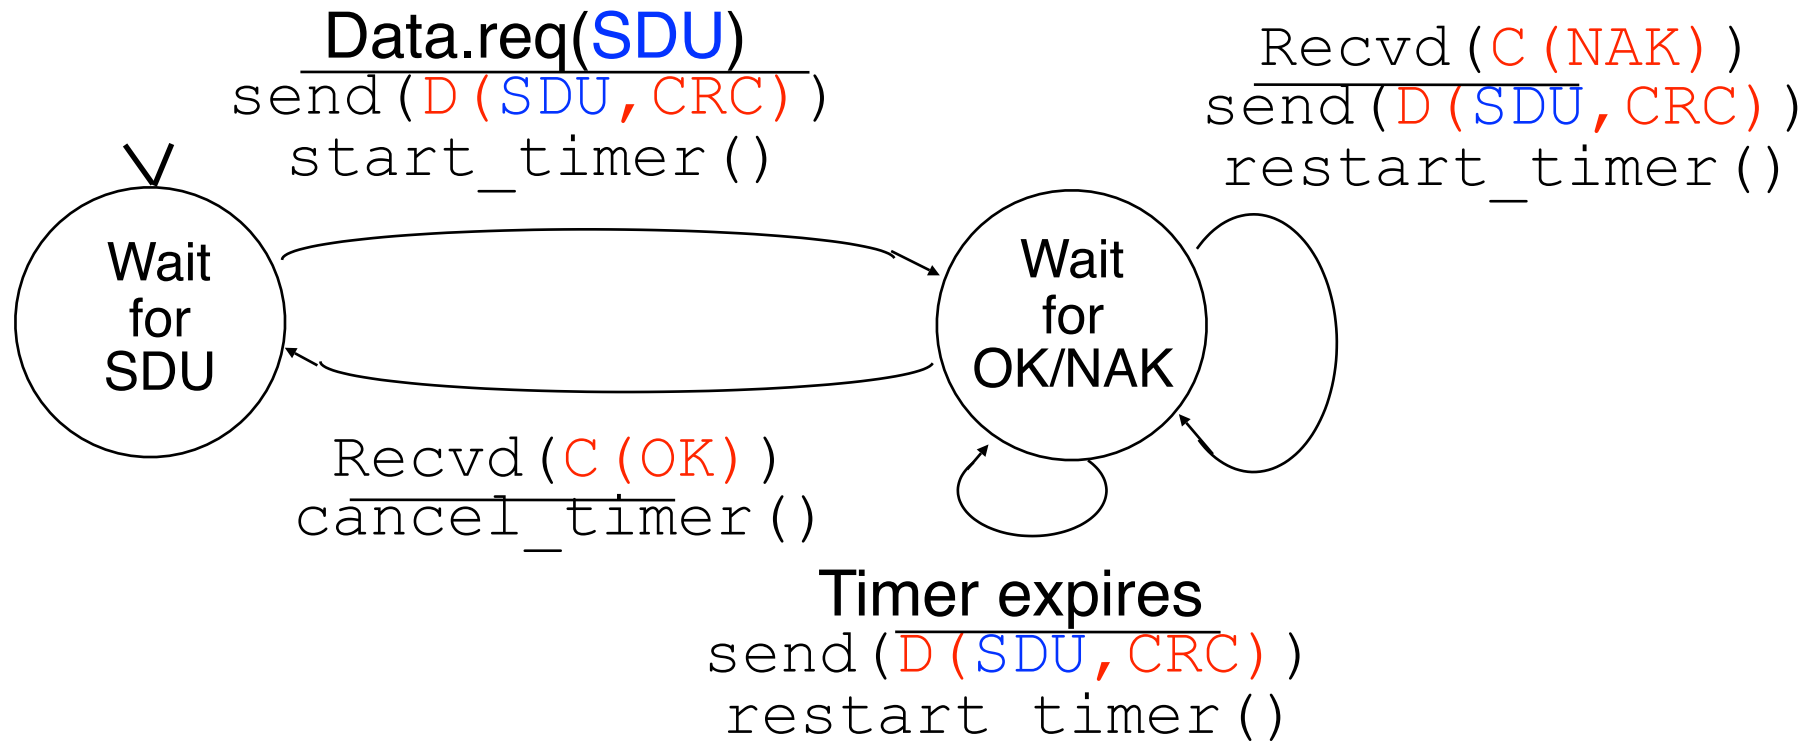 Data.req(SDU)
send(D(SDU,CRC))
start_timer()
Recvd(C(NAK))
send(D(SDU,CRC))
restart_timer()
Wait
for
SDU
Wait
for
OK/NAK
Recvd(C(OK))
cancel_timer()
Timer expires
send(D(SDU,CRC))
restart timer()